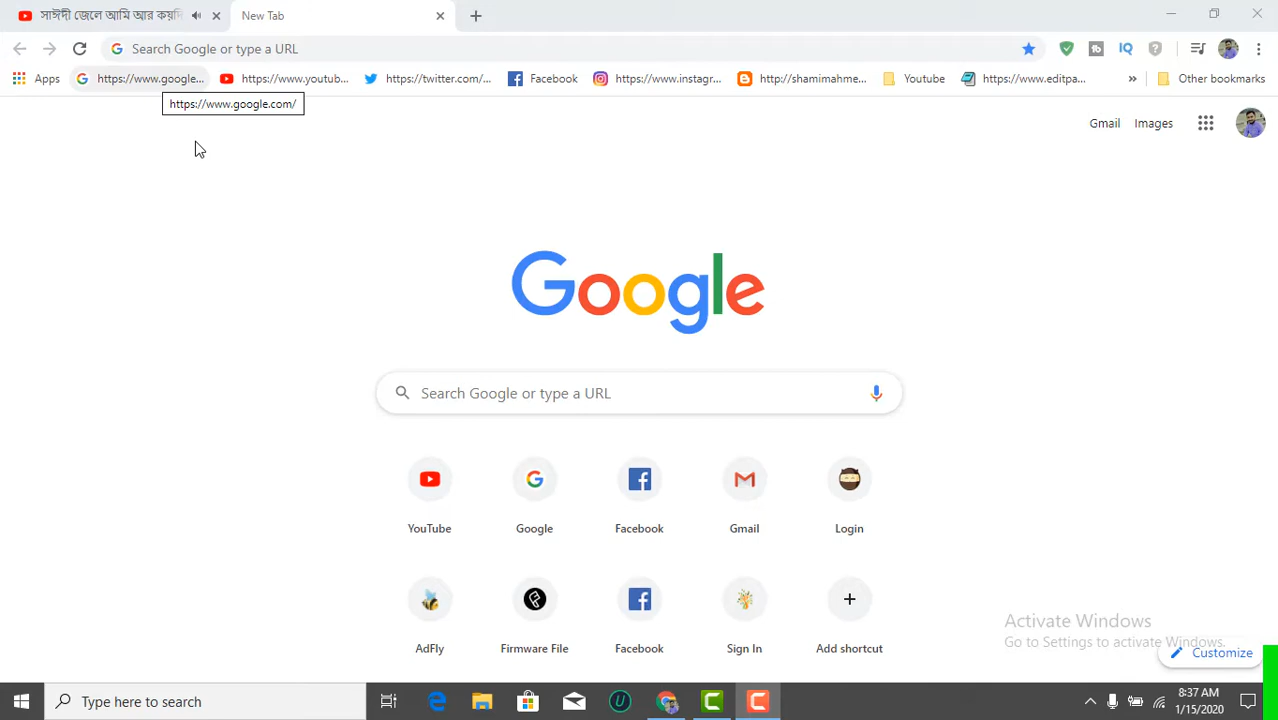 সাঈদী জেলে আমি আর কয়দি
New Tab
Search Google or type a URL
Apps
https://www.google...
https://www.youtub...
https://twitter.com/...
Facebook
https://www.instagr...
http://shamimahme...
Youtube
https://www.editpa...
»
Other bookmarks
https://www.google.com/
Gmail
Images
Google
Search Google or type a URL
YouTube
Google
Facebook
Gmail
Login
AdFly
Firmware File
Facebook
Sign In
Add shortcut
Activate Windows
Go to Settings to activate Windows.
Customize
Type here to search
8:37 AM
1/15/2020